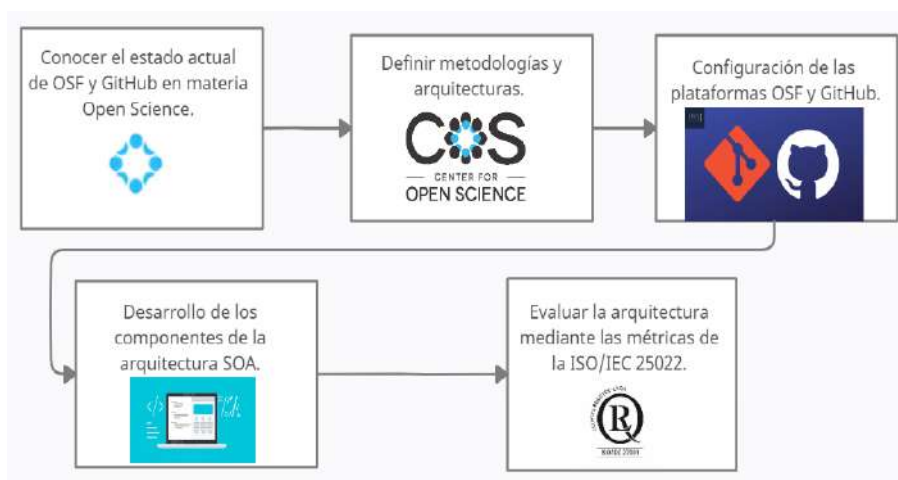 Conocer el estado actual
de OSF y GitHub en materia
Open Science.
Definir metodologías y
arquitecturas.
COS
CENTER FOR
OPEN SCIENCE
Configuración de las
plataformas OSF y GitHub.
Desarrollo de los
componentes de la
arquitectura SOA.
</>
Evaluar la arquitectura
mediante las métricas de
la ISO/IEC 25022.